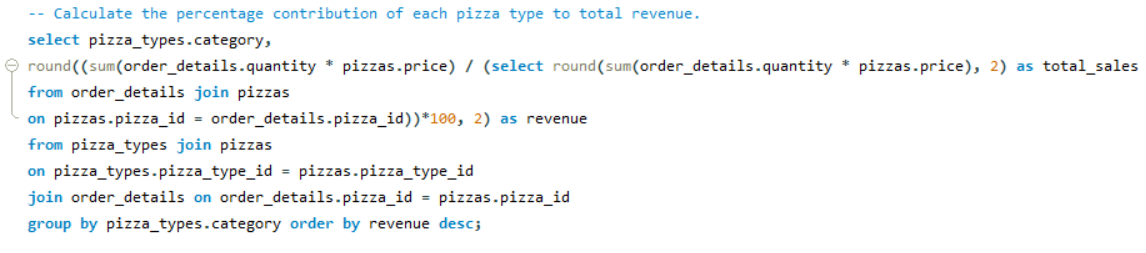 -- Calculate the percentage contribution of each pizza type to total revenue.
select pizza_types.category,
round((sum(order_details.quantity * pizzas.price) / (select round(sum(order_details.quantity * pizzas.price), 2) as total_sales
from order_details join pizzas
on pizzas.pizza_id = order_details.pizza_id))*100, 2) as revenue
from pizza_types join pizzas
on pizza_types.pizza_type_id = pizzas.pizza_type_id
join order_details on order_details.pizza_id = pizzas.pizza_id
group by pizza_types.category order by revenue desc;